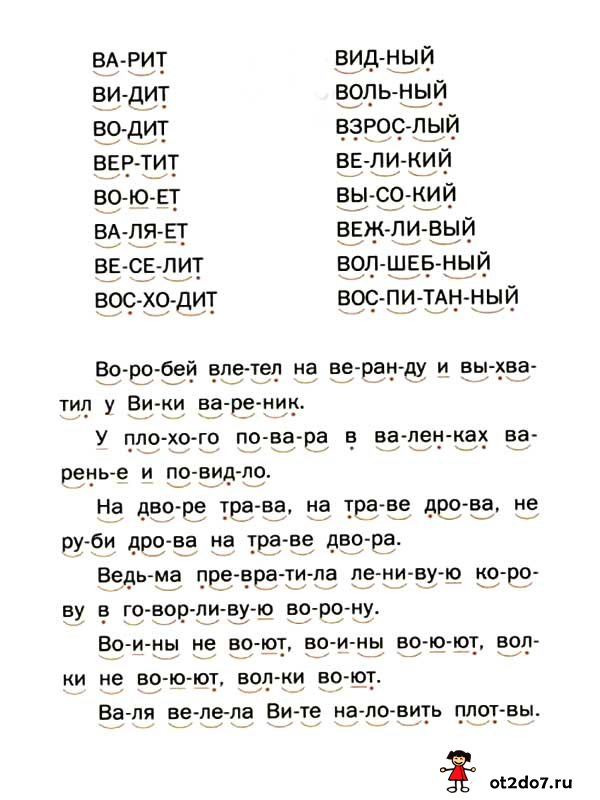 ВА-РИТ
ВИ-ДИТ
ВО-ДИТ
ВЕР-ТИТ
ВО-Ю-ЕТ
ВА-ЛЯ-ЕТ
ВЕ-СЕ-ЛИТ
ВОС-ХО-ДИТ
ВИД-НЫЙ
ВОЛЬ-НЫЙ
ВЗРОС-ЛЫЙ
ВЕ-ЛИ-КИЙ
ВЫ-СО-КИЙ
ВЕЖ-ЛИ-ВЫЙ
ВОЛ-ШЕБ-НЫЙ
ВОС-ПИ-ТАН-НЫЙ
Во-ро-бей вле-тел на ве-ран-ду и вы-хва-
тил у Ви-ки ва-ре-ник.
У пло-хо-го по-ва-ра в ва-лен-ках ва-
рень-е и по-вид-ло.
На дво-ре тра-ва, на тра-ве дро-ва, не
ру-би дро-ва на тра-ве дво-ра.
Ведь-ма пре-вра-ти-ла ле-ни-ву-ю ко-ро-
ву в го-вор-ли-ву-ю во-ро-ну.
Во-и-ны не во-ют, во-и-ны во-ю-ют, вол-
ки не во-ю-ют, вол-ки во-ют.
Ва-ля ве-ле-ла Ви-те на-ло-вить плот-вы.
ot2do7.ru